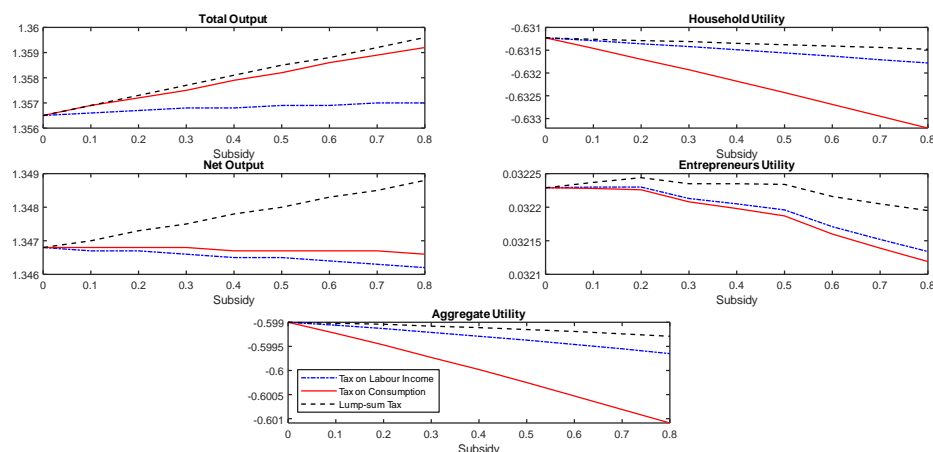 Total Output
1.36
1.359
1.358
1.357
1.356
0 0.1 0.2 0.3 0.4 0.5 0.6 0.7 0.8
Subsidy
Household Utility
-0.631
-0.6315
-0.632
-0.6325
-0.633
0 0.1 0.2 0.3 0.4 0.5 0.6 0.7 0.8
Subsidy
Net Output
1.349
1.348
1.347
1.346
0 0.1 0.2 0.3 0.4 0.5 0.6 0.7 0.8
Subsidy
Entrepreneurs Utility
0.03225
0.0322
0.03215
0.0321
0 0.1 0.2 0.3 0.4 0.5 0.6 0.7 0.8
Subsidy
Aggregate Utility
-0.599
-0.5995
-0.6
-0.6005
-0.601
Tax on Labour Income
Tax on Consumption
Lump-sum Tax
0 0.1 0.2 0.3 0.4 0.5 0.6 0.7 0.8
Subsidy